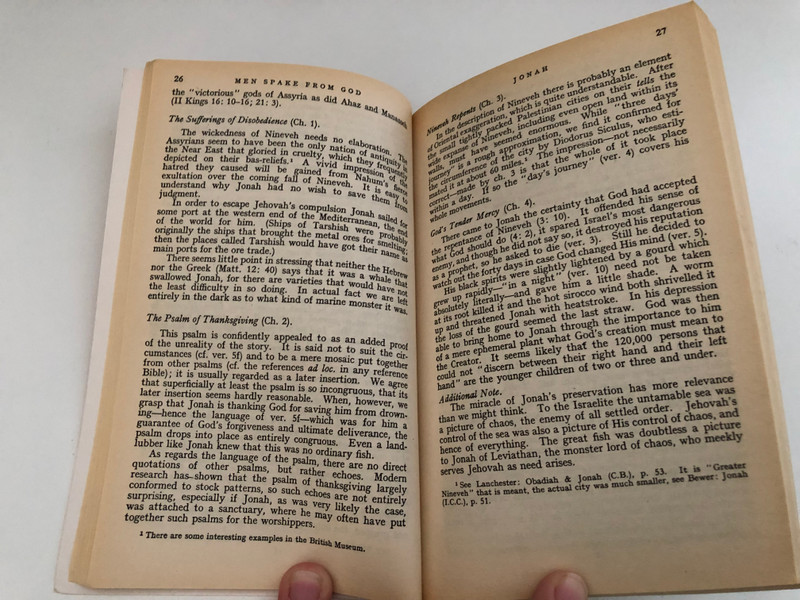 26
MEN SPAKE FROM GOD
the "victorious" gods of Assyria as did Ahaz and Manasseh
(II Kings 16: 10-16; 21: 3).
The Sufferings of Disobedience (Ch. 1).
The wickedness of Nineveh needs no elaboration. The
Assyrians seem to have been the only nation of antiquity in
the Near East that gloried in cruelty, which they frequently
depicted on their bas-reliefs.¹ A vivid impression of the
hatred they caused will be gained from Nahum's fierce
exultation over the coming fall of Nineveh. It is easy to
understand why Jonah had no wish to save them from
judgment.
In order to escape Jehovah's compulsion Jonah sailed for
some port at the western end of the Mediterranean, the end
of the world for him. (Ships of Tarshish were probably
originally the ships that brought the metal ores for smelting;
then the places called Tarshish would have got their name as
main ports for the ore trade.)
There seems little point in stressing that neither the Hebrew
nor the Greek (Matt. 12: 40) says that it was a whale that
swallowed Jonah, for there are varieties that would have not
the least difficulty in so doing. In actual fact we are left
entirely in the dark as to what kind of marine monster it was.
The Psalm of Thanksgiving (Ch. 2).
This psalm is confidently appealed to as an added proof
of the unreality of the story. It is said not to suit the cir-
cumstances (cf. ver. 5f) and to be a mere mosaic put together
from other psalms (cf. the references ad loc. in any reference
Bible); it is usually regarded as a later insertion. We agree
that superficially at least the psalm is so incongruous, that its
later insertion seems hardly reasonable. When, however, we
grasp that Jonah is thanking God for saving him from drown-
ing—hence the language of ver. 5f—which was for him a
guarantee of God's forgiveness and ultimate deliverance, the
psalm drops into place as entirely congruous. Even a land-
lubber like Jonah knew that this was no ordinary fish.
As regards the language of the psalm, there are no direct
quotations of other psalms, but rather echoes. Modern
research has shown that the psalm of thanksgiving largely
conformed to stock patterns, so such echoes are not entirely
surprising, especially if Jonah, as was very likely the case,
was attached to a sanctuary, where he may often have put
together such psalms for the worshippers.
¹ There are some interesting examples in the British Museum.
JONAH
27
Nineveh Repents (Ch. 3).
In the description of Nineveh there is probably an element
of Oriental exaggeration, which is quite understandable. After
the small tightly packed Palestinian cities on their tells the
wide expanse of Nineveh, including even open land within its
walls, must have seemed enormous. While "three days'
journey" is a rough approximation, we find it confirmed for
the circumference of the city by Diodorus Siculus, who esti-
mated it at about 60 miles.¹ The impression—not necessarily
correct—made by ch. 3 is that the whole of it took place
within a day. If so the "day's journey" (ver. 4) covers his
whole movements.
God's Tender Mercy (Ch. 4).
There came to Jonah the certainty that God had accepted
the repentance of Nineveh (3: 10). It offended his sense of
what God should do (4: 2), it spared Israel's most dangerous
enemy, and though he did not say so, it destroyed his reputation
as a prophet, so he asked to die (ver. 3). Still he decided to
watch out the forty days in case God changed His mind (ver. 5).
His black spirits were slightly lightened by a gourd which
grew up rapidly—"in a night" (ver. 10) need not be taken
absolutely literally—and gave him a little shade. A worm
at its root killed it and the hot sirocco wind both shrivelled it
up and threatened Jonah with heatstroke. In his depression
the loss of the gourd seemed the last straw. God was then
able to bring home to Jonah through the importance to him
of a mere ephemeral plant what God's creation must mean to
the Creator. It seems likely that the 120,000 persons that
could not "discern between their right hand and their left
hand" are the younger children of two or three and under.
Additional Note.
The miracle of Jonah's preservation has more relevance
than we might think. To the Israelite the untamable sea was
a picture of chaos, the enemy of all settled order. Jehovah's
control of the sea was also a picture of His control of chaos, and
hence of everything. The great fish was doubtless a picture
to Jonah of Leviathan, the monster lord of chaos, who meekly
serves Jehovah as need arises.
¹ See Lanchester: Obadiah & Jonah (C.B.), p. 53. It is "Greater
Nineveh" that is meant, the actual city was much smaller, see Bewer: Jonah
(I.C.C.), p. 51.